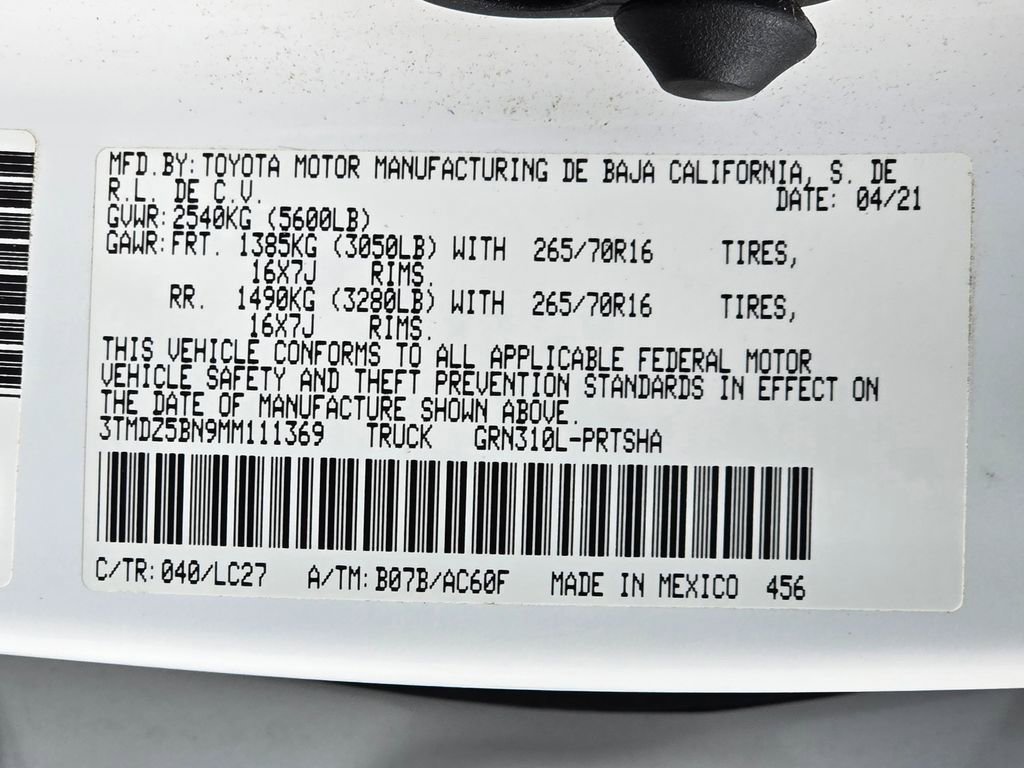 MFD.BY:TOYOTA MOTOR MANUFACTURING DE BAJA CALIFORNIA, S. DE
R.L. DE C.V. DATE: 04/21
GVWR:2540KG (5600LB)
GAWR:FRT. 1385KG (3050LB) WITH 265/70R16 TIRES,
16X7J RIMS.
RR. 1490KG (3280LB) WITH 265/70R16 TIRES,
16X7J RIMS.
THIS VEHICLE CONFORMS TO ALL APPLICABLE FEDERAL MOTOR
VEHICLE SAFETY AND THEFT PREVENTION STANDARDS IN EFFECT ON
THE DATE OF MANUFACTURE SHOWN ABOVE.
3TMDZ5BN9MM111369 TRUCK GRN310L-PRTSHA
C/TR:040/LC27 A/TM:B07B/AC60F MADE IN MEXICO 456